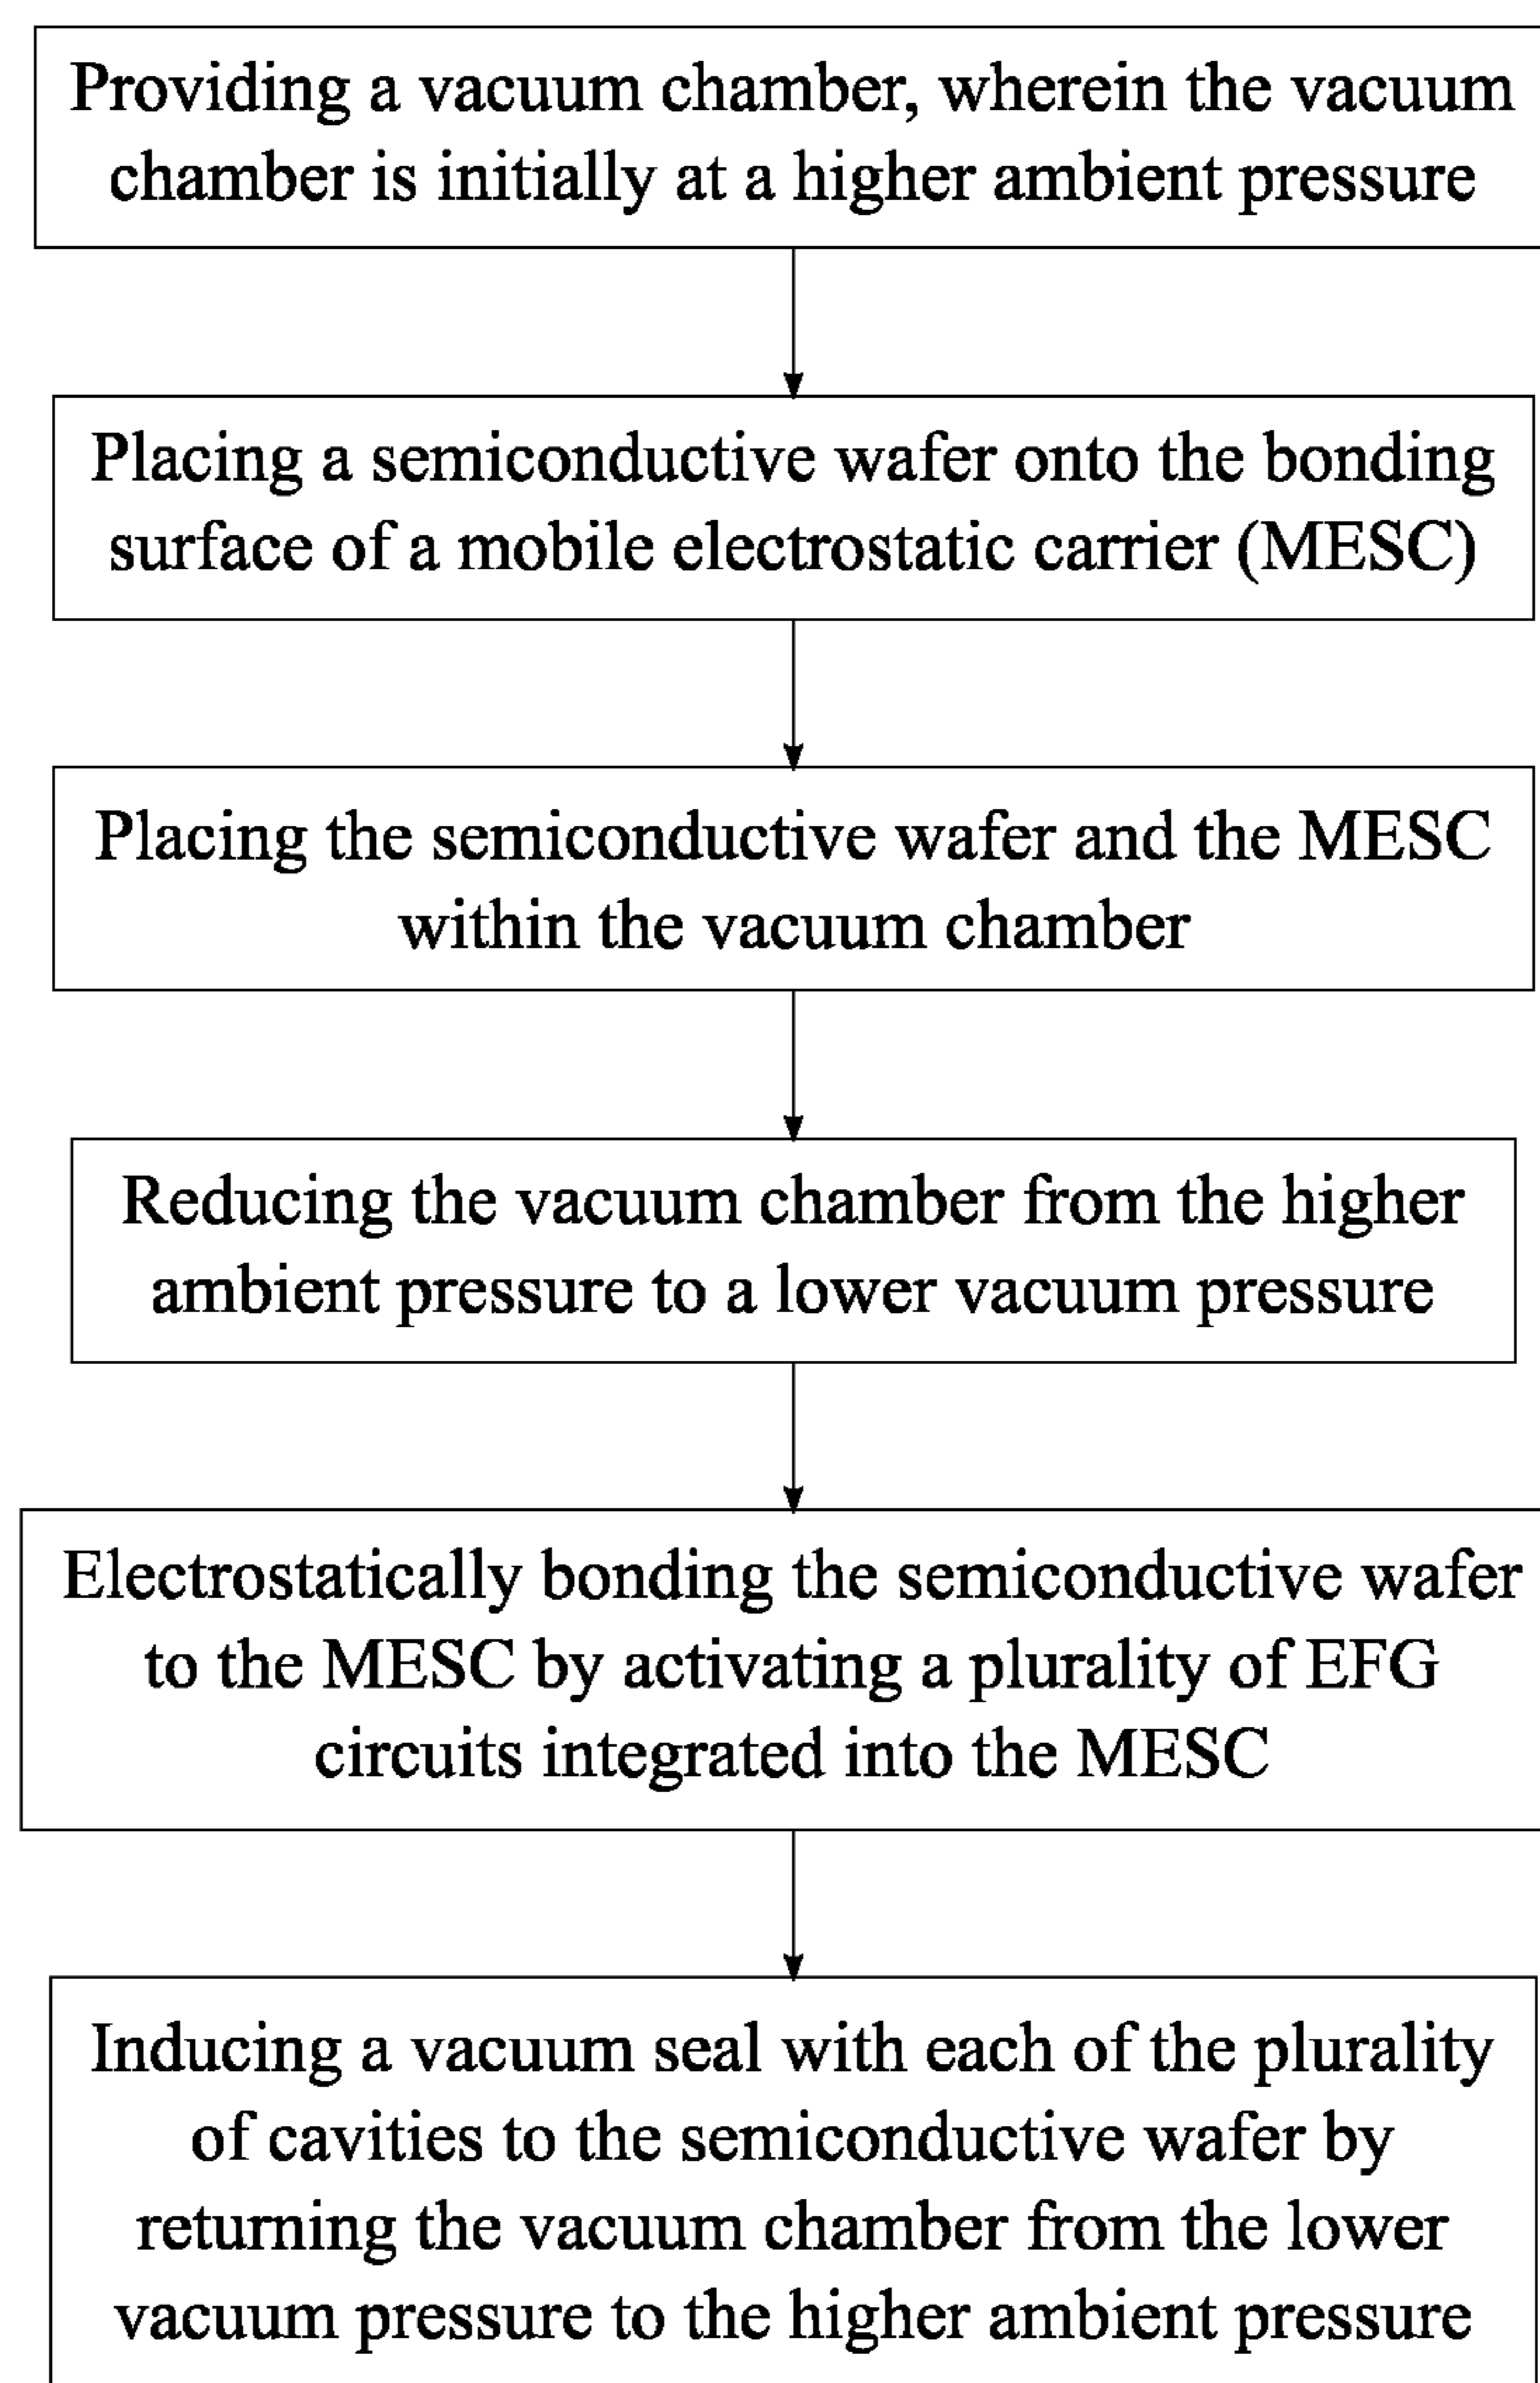 Providing a vacuum chamber, wherein the vacuum
chamber is initially at a higher ambient pressure
Placing a semiconductive wafer onto the bonding
surface of a mobile electrostatic carrier (MESC)
Placing the semiconductive wafer and the MESC
within the vacuum chamber
Reducing the vacuum chamber from the higher
ambient pressure to a lower vacuum pressure
Electrostatically bonding the semiconductive wafer
to the MESC by activating a plurality of EFG
circuits integrated into the MESC
Inducing a vacuum seal with each of the plurality
of cavities to the semiconductive wafer by
returning the vacuum chamber from the lower
vacuum pressure to the higher ambient pressure